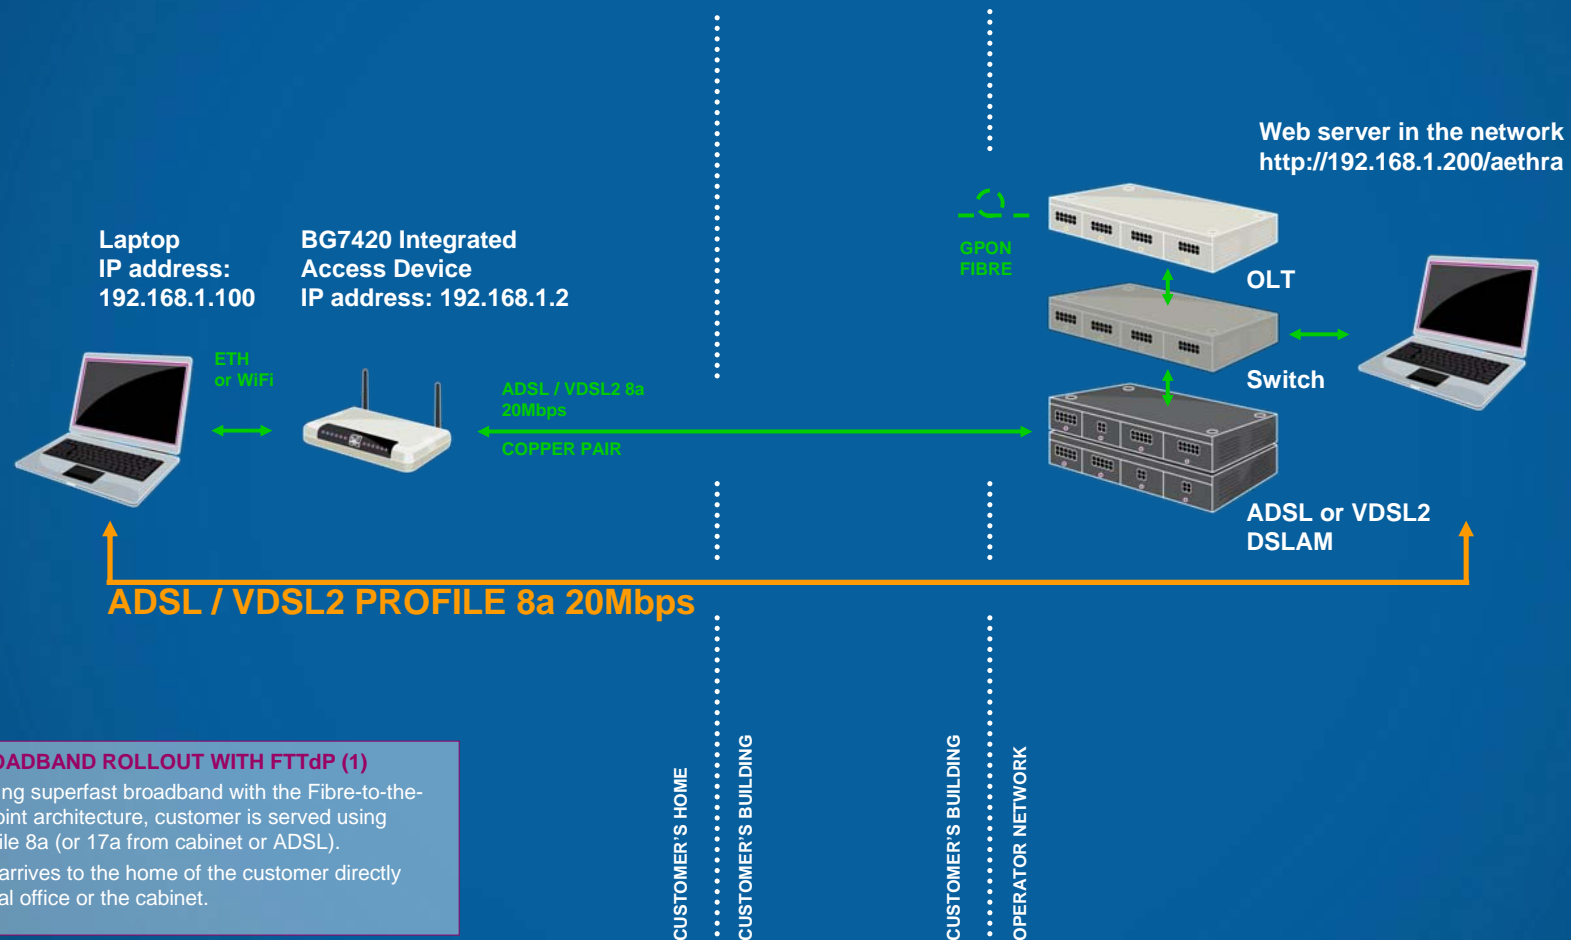 Web server in the network
http://192.168.1.200/aethra
Laptop
IP address:
192.168.1.100
BG7420 Integrated
Access Device
IP address: 192.168.1.2
GPON
FIBRE
OLT
ETH
or WiFi
ADSL / VDSL2 8a
20Mbps
COPPER PAIR
Switch
ADSL or VDSL2
DSLAM
ADSL / VDSL2 PROFILE 8a 20Mbps
OADBAND ROLLOUT WITH FTTdP (1)
ing superfast broadband with the Fibre-to-the-
oint architecture, customer is served using
ile 8a (or 17a from cabinet or ADSL).
arrives to the home of the customer directly
al office or the cabinet.
CUSTOMER'S HOME
CUSTOMER'S BUILDING
CUSTOMER'S BUILDING
OPERATOR NETWORK